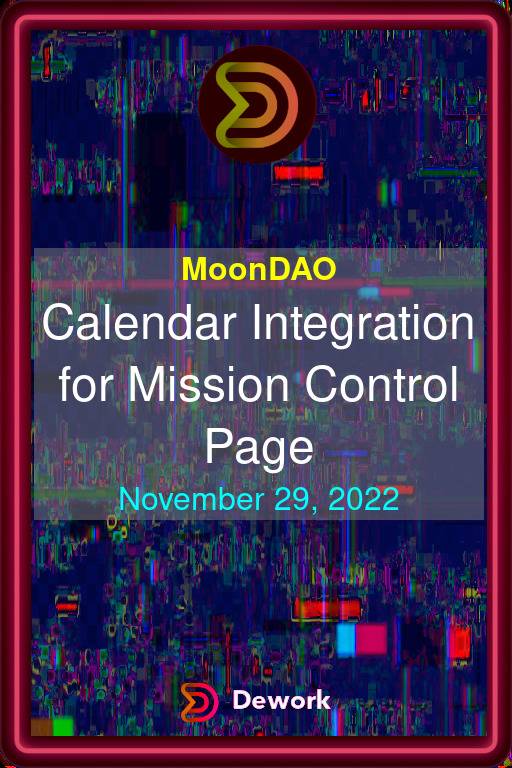 MoonDAO
Calendar Integration
for Mission Control
Page
November 29, 2022
Dework